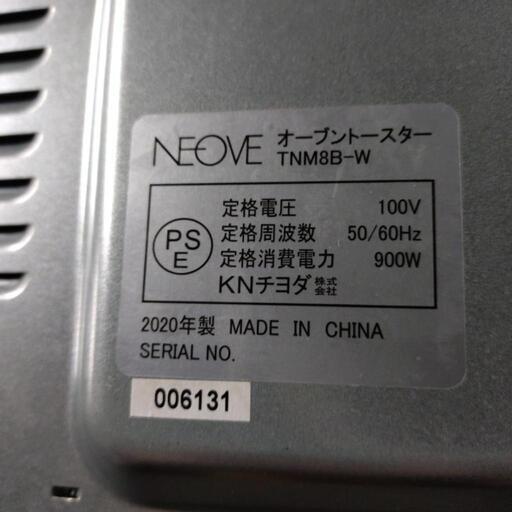 NEOVE オーブントースター
TNM8B-W
PSE
定格電圧 100V
定格周波数 50/60Hz
定格消費電力 900W
KNチヨダ株式会社
2020年製 MADE IN CHINA
SERIAL NO.
006131